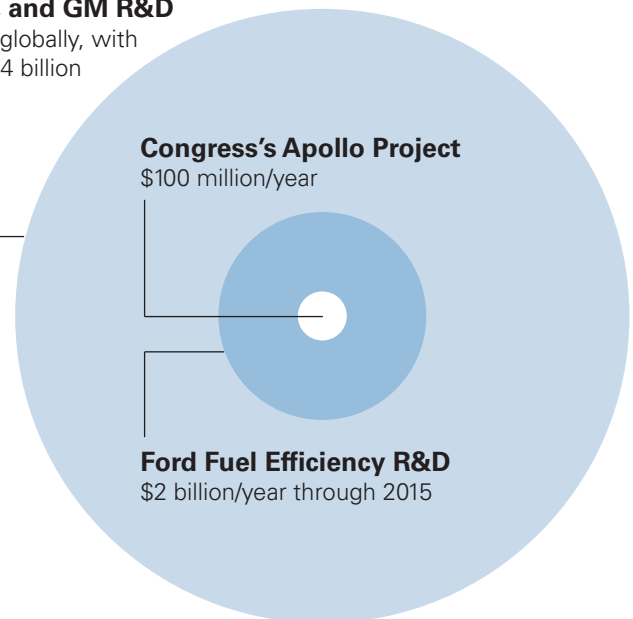 and GM R&D
globally, with
4 billion
Congress’s Apollo Project
$100 million/year
Ford Fuel Efficiency R&D
$2 billion/year through 2015